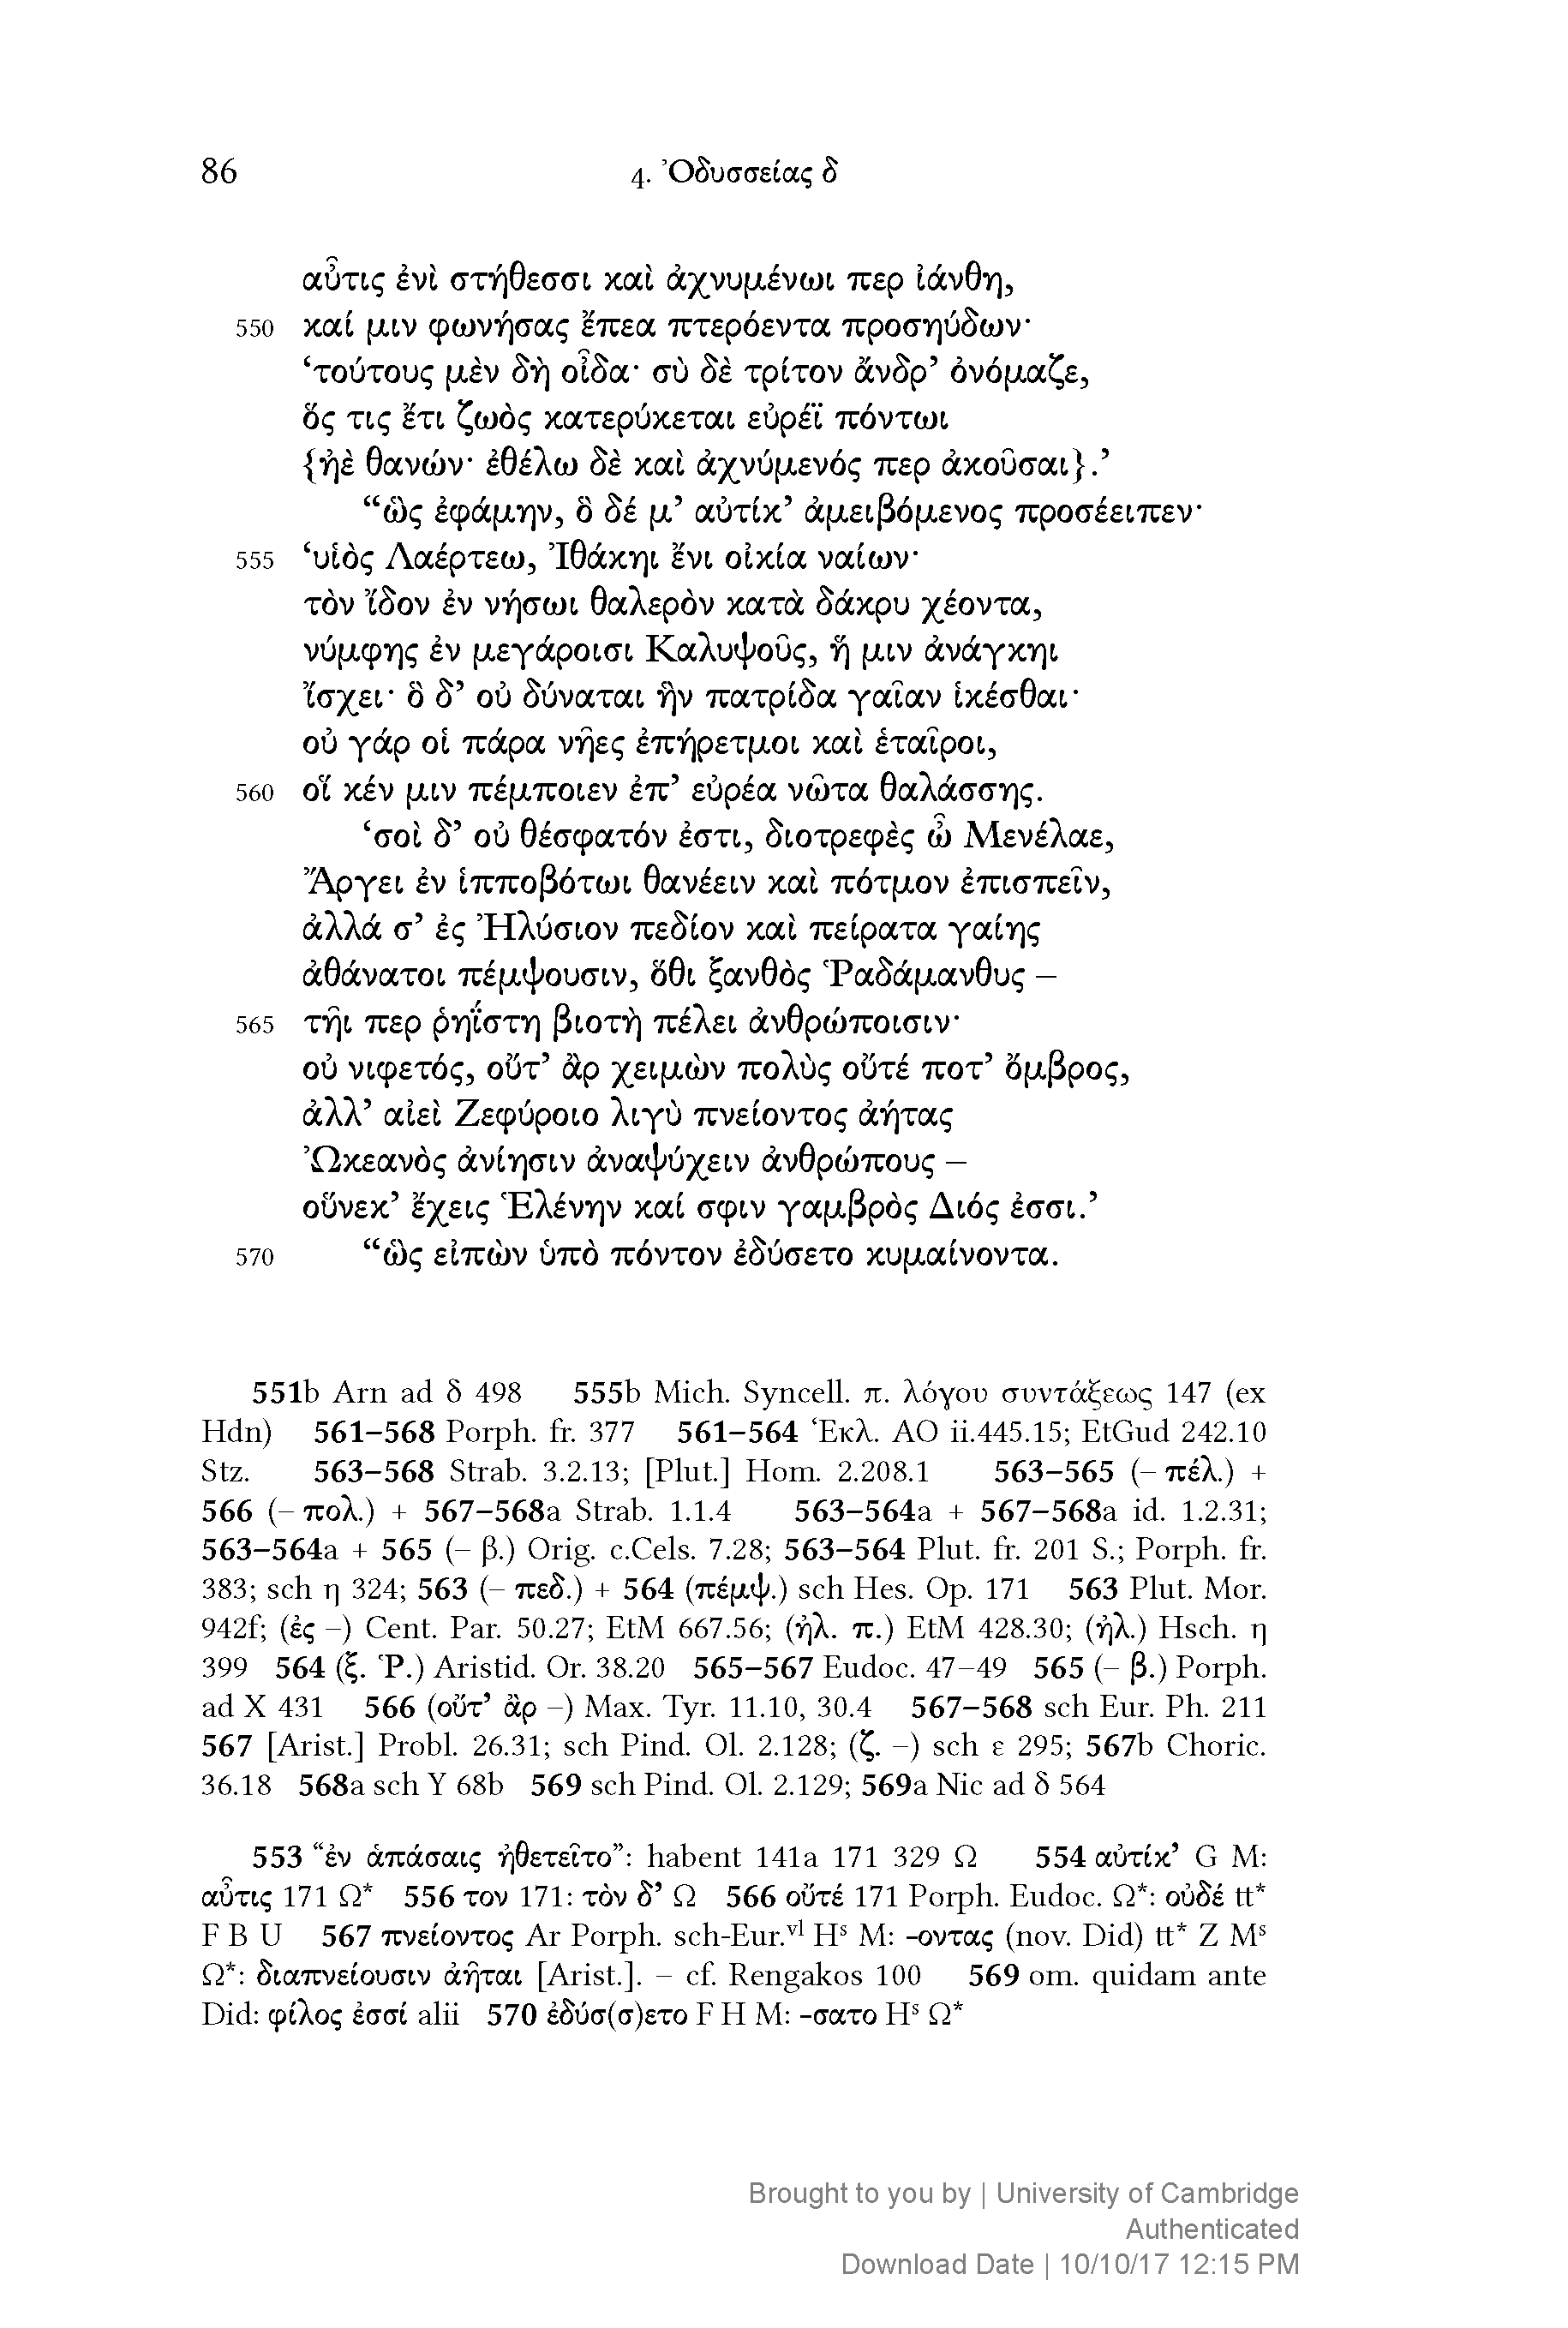 86
4. Ὀδυσσείας δ
αὖτις ἐνὶ στήθεσσι καὶ ἀχνυμένωι περ ἰάνθη,
550 καί μιν φωνήσας ἔπεα πτερόεντα προσηύδων·
‘τούτους μὲν δὴ οἶδα· σὺ δὲ τρίτον ἄνδρ’ ὀνόμαζε,
ὅς τις ἔτι ζωὸς κατερύκεται εὐρέϊ πόντωι
{ἠὲ θανών· ἐθέλω δὲ καὶ ἀχνύμενός περ ἀκοῦσαι}.’
“ὣς ἐφάμην, ὃ δέ μ’ αὐτίκ’ ἀμειβόμενος προσέειπεν·
555 ‘υἱὸς Λαέρτεω, Ἰθάκηι ἔνι οἰκία ναίων·
τὸν ἴδον ἐν νήσωι θαλερὸν κατὰ δάκρυ χέοντα,
νύμφης ἐν μεγάροισι Καλυψοῦς, ἥ μιν ἀνάγκηι
ἴσχει· ὃ δ’ οὐ δύναται ἣν πατρίδα γαῖαν ἱκέσθαι·
οὐ γάρ οἱ πάρα νῆες ἐπήρετμοι καὶ ἑταῖροι,
560 οἵ κέν μιν πέμποιεν ἐπ’ εὐρέα νῶτα θαλάσσης.
‘σοὶ δ’ οὐ θέσφατόν ἐστι, διοτρεφὲς ὦ Μενέλαε,
Ἄργει ἐν ἱπποβότωι θανέειν καὶ πότμον ἐπισπεῖν,
ἀλλά σ’ ἐς Ἠλύσιον πεδίον καὶ πείρατα γαίης
ἀθάνατοι πέμψουσιν, ὅθι ξανθὸς Ῥαδάμανθυς –
565 τῆι περ ῥηΐστη βιοτὴ πέλει ἀνθρώποισιν·
οὐ νιφετός, οὔτ’ ἂρ χειμὼν πολὺς οὔτέ ποτ’ ὄμβρος,
ἀλλ’ αἰεὶ Ζεφύροιο λιγὺ πνείοντος ἀήτας
Ὠκεανὸς ἀνίησιν ἀναψύχειν ἀνθρώπους –
οὕνεκ’ ἔχεις Ἑλένην καί σφιν γαμβρὸς Διός ἐσσι.’
570 “ὣς εἰπὼν ὑπὸ πόντον ἐδύσετο κυμαίνοντα.
551b Arn ad δ 498 555b Mich. Syncell. π. λόγου συντάξεως 147 (ex
Hdn) 561–568 Porph. fr. 377 561–564 Ἐκλ. AO ii.445.15; EtGud 242.10
Stz. 563–568 Strab. 3.2.13; [Plut.] Hom. 2.208.1 563–565 (– πέλ.) +
566 (– πολ.) + 567–568a Strab. 1.1.4 563–564a + 567–568a id. 1.2.31;
563–564a + 565 (– β.) Orig. c.Cels. 7.28; 563–564 Plut. fr. 201 S.; Porph. fr.
383; sch η 324; 563 (– πεδ.) + 564 (πέμψ.) sch Hes. Op. 171 563 Plut. Mor.
942f; (ἐς –) Cent. Par. 50.27; EtM 667.56; (ἠλ. π.) EtM 428.30; (ἠλ.) Hsch. η
399 564 (ξ. Ῥ.) Aristid. Or. 38.20 565–567 Eudoc. 47–49 565 (– β.) Porph.
ad X 431 566 (οὔτ’ ἂρ –) Max. Tyr. 11.10, 30.4 567–568 sch Eur. Ph. 211
567 [Arist.] Probl. 26.31; sch Pind. Ol. 2.128; (ζ. –) sch ε 295; 567b Choric.
36.18 568a sch Υ 68b 569 sch Pind. Ol. 2.129; 569a Nic ad δ 564
553 “ἐν ἁπάσαις ἠθετεῖτο”: habent 141a 171 329 Ω 554 αὐτίκ’ G M:
αὖτις 171 Ω* 556 τον 171: τὸν δ’ Ω 566 οὔτέ 171 Porph. Eudoc. Ω*: οὐδέ tt*
F B U 567 πνείοντος Ar Porph. sch-Eur.ᵛˡ Hˢ M: -οντας (nov. Did) tt* Z Mˢ
Ω*: διαπνείουσιν ἀῆται [Arist.]. – cf. Rengakos 100 569 om. quidam ante
Did: φίλος ἐσσί alii 570 ἐδύσ(σ)ετο F H M: -σατο Hˢ Ω*
Brought to you by | University of Cambridge
Authenticated
Download Date | 10/10/17 12:15 PM